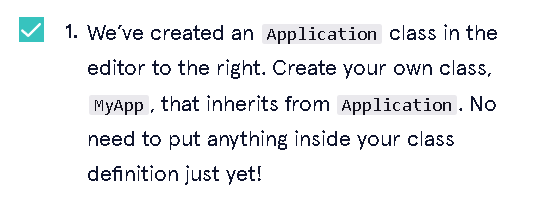 1. We've created an Application class in the
editor to the right. Create your own class,
MyApp, that inherits from Application. No
need to put anything inside your class
definition just yet!